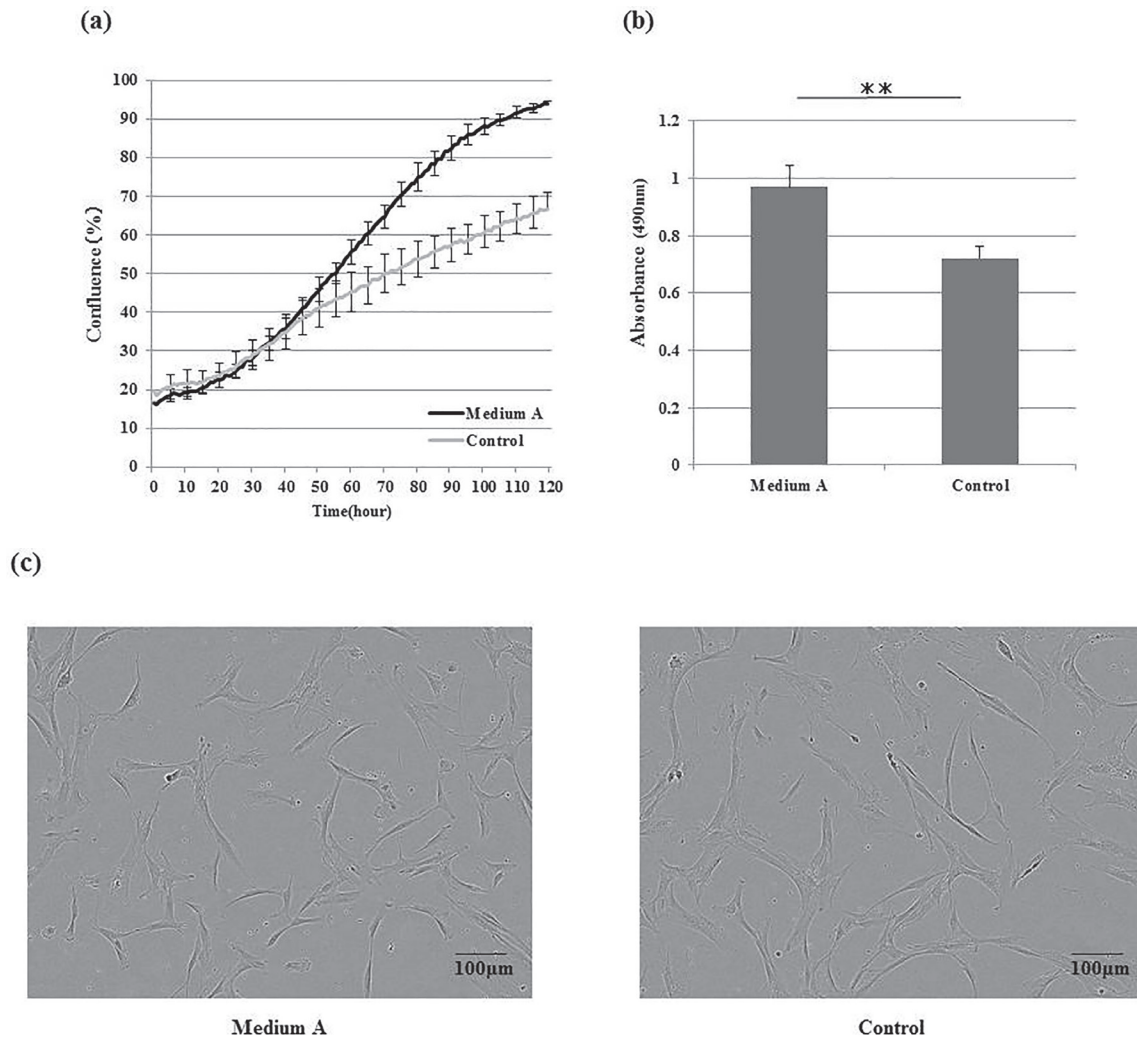 (a)
100
90
80
70
60
50
40
30
20
10
0
Confluence (%)
Medium A
Control
0 10 20 30 40 50 60 70 80 90 100 110 120
Time(hour)
(b)
**
1.2
1
0.8
0.6
0.4
0.2
0
Absorbance (490nm)
Medium A Control
(c)
100μm
100μm
Medium A
Control